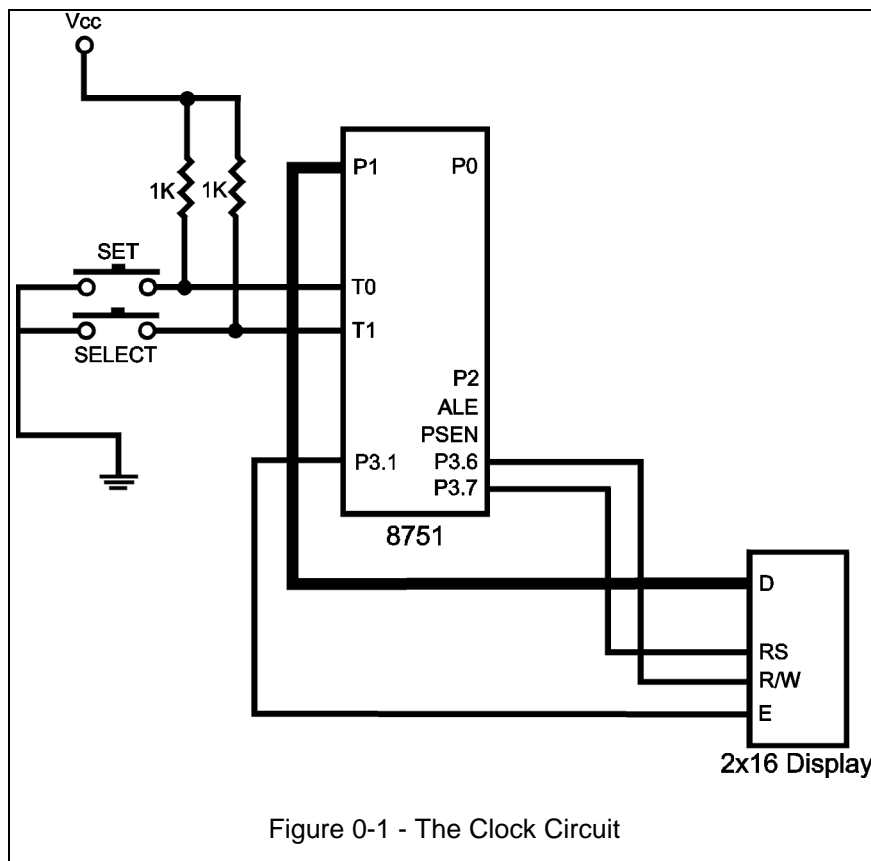 Vcc
1K
1K
P1
P0
SET
T0
T1
SELECT
P2
ALE
PSEN
P3.1
P3.6
P3.7
8751
D
RS
R/W
E
2x16 Display
Figure 0-1 - The Clock Circuit